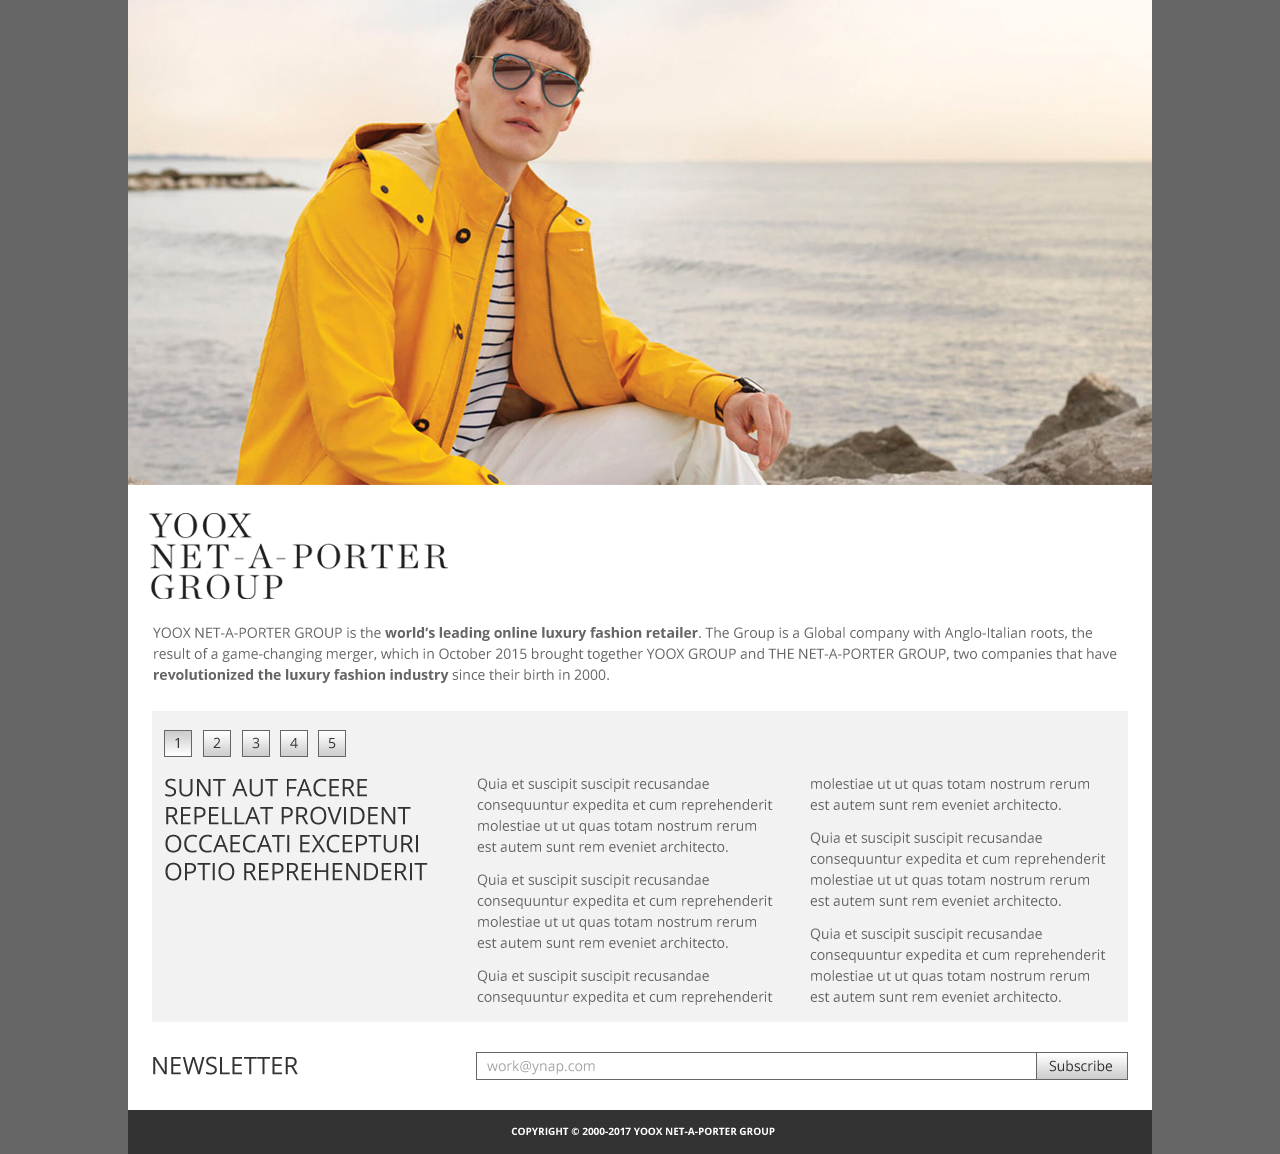 YOOX
NET-A-PORTER
GROUP
YOOX NET-A-PORTER GROUP is the world’s leading online luxury fashion retailer. The Group is a Global company with Anglo-Italian roots, the
result of a game-changing merger, which in October 2015 brought together YOOX GROUP and THE NET-A-PORTER GROUP, two companies that have
revolutionized the luxury fashion industry since their birth in 2000.
1 2 3 4 5
SUNT AUT FACERE
REPELLAT PROVIDENT
OCCAECATI EXCEPTURI
OPTIO REPREHENDERIT
Quia et suscipit suscipit recusandae
consequuntur expedita et cum reprehenderit
molestiae ut ut quas totam nostrum rerum
est autem sunt rem eveniet architecto.
Quia et suscipit suscipit recusandae
consequuntur expedita et cum reprehenderit
molestiae ut ut quas totam nostrum rerum
est autem sunt rem eveniet architecto.
Quia et suscipit suscipit recusandae
consequuntur expedita et cum reprehenderit
molestiae ut ut quas totam nostrum rerum
est autem sunt rem eveniet architecto.
Quia et suscipit suscipit recusandae
consequuntur expedita et cum reprehenderit
molestiae ut ut quas totam nostrum rerum
est autem sunt rem eveniet architecto.
Quia et suscipit suscipit recusandae
consequuntur expedita et cum reprehenderit
molestiae ut ut quas totam nostrum rerum
est autem sunt rem eveniet architecto.
NEWSLETTER
work@ynap.com
Subscribe
COPYRIGHT © 2000-2017 YOOX NET-A-PORTER GROUP